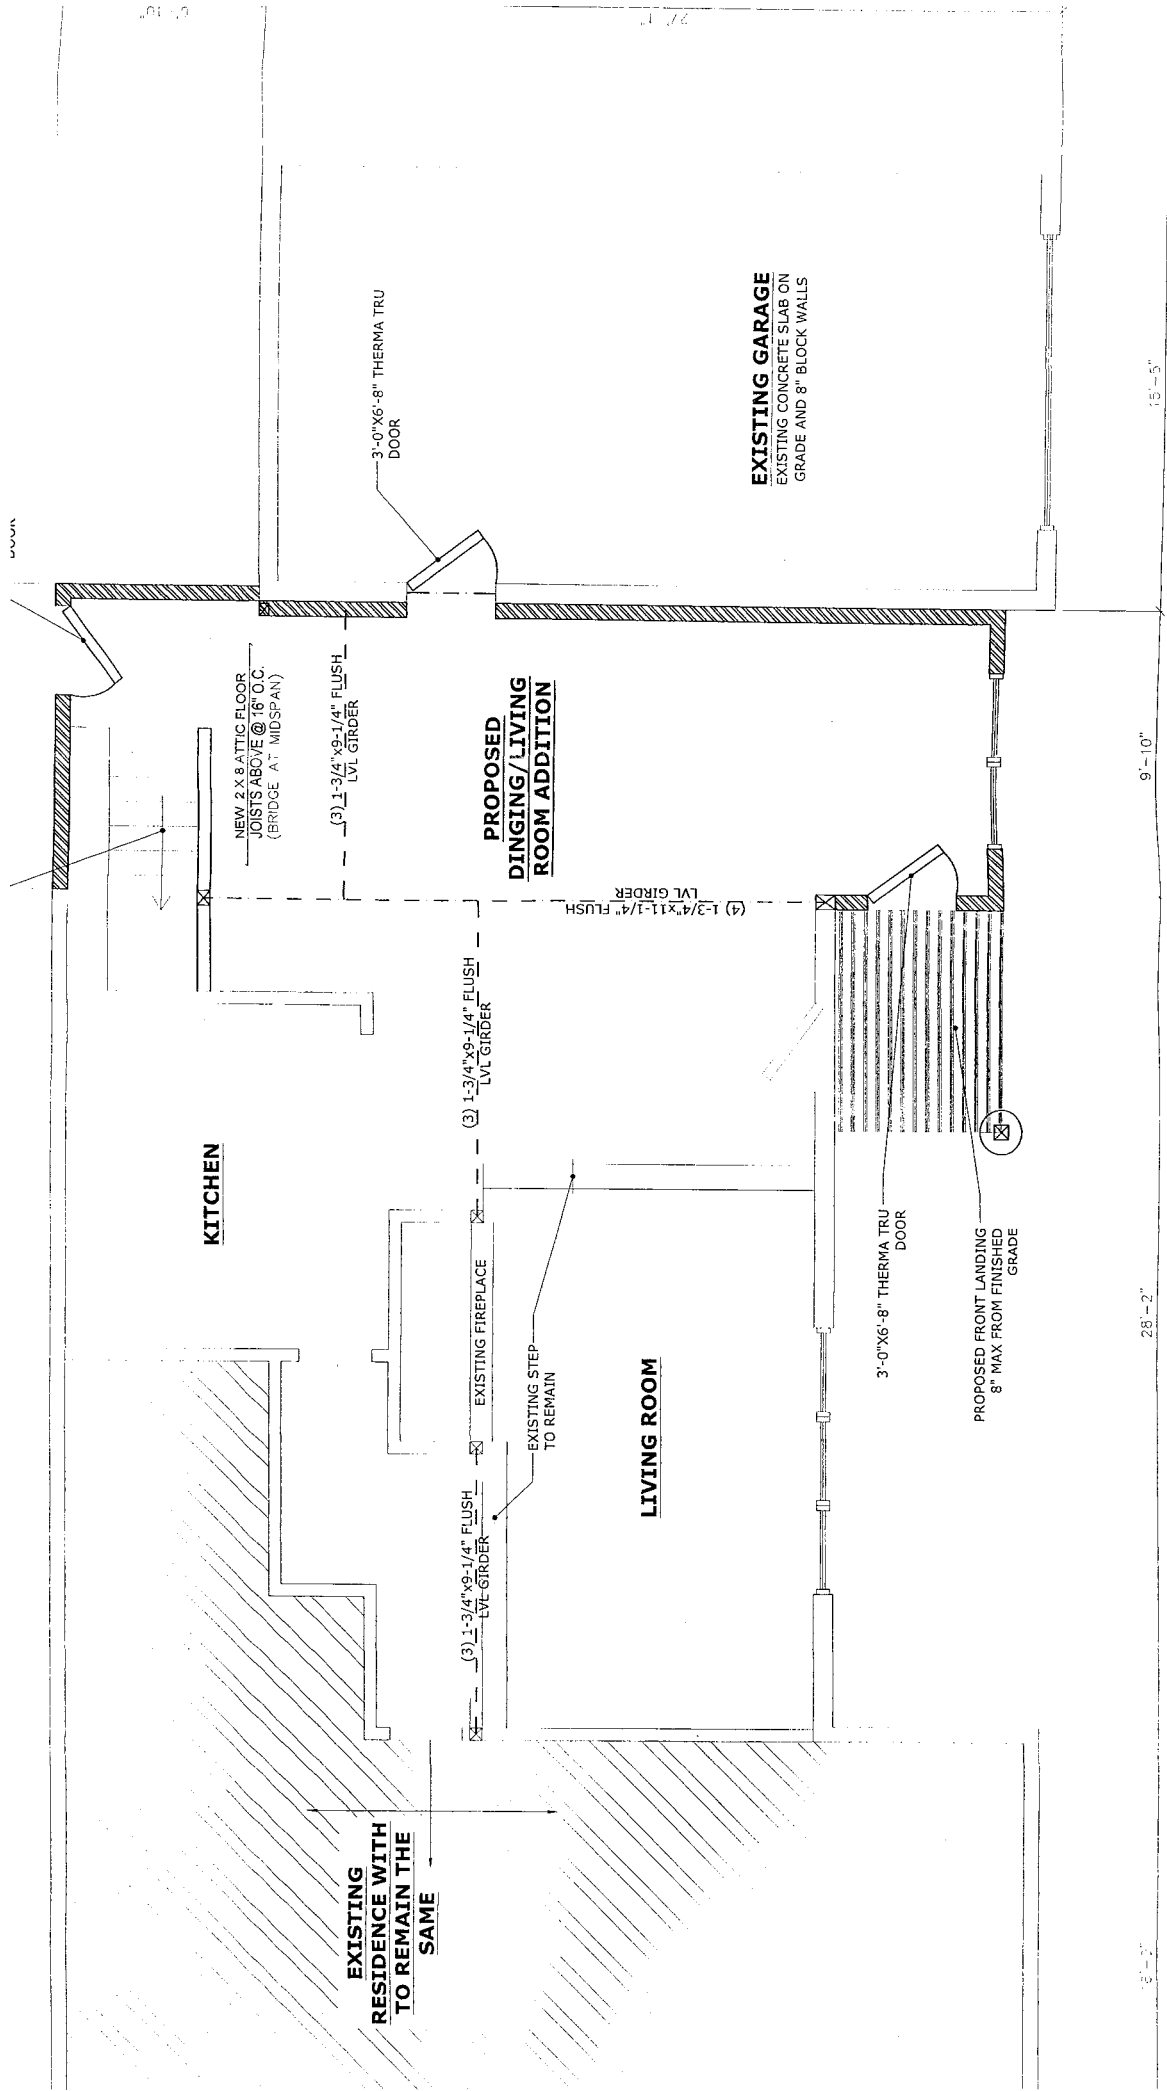 EXISTING
RESIDENCE WITH
TO REMAIN THE
SAME
KITCHEN
(3) 1-3/4"x9-1/4" FLUSH
LVL GIRDER
EXISTING FIREPLACE
EXISTING STEP
TO REMAIN
LIVING ROOM
(3) 1-3/4"x9-1/4" FLUSH
LVL GIRDER
NEW 2 X 8 ATTIC FLOOR
JOISTS ABOVE @ 16" O.C.
(BRIDGE AT MIDSPAN)
(3) 1-3/4"x9-1/4" FLUSH
LVL GIRDER
(4) 1-3/4"x11-1/4" FLUSH
LVL GIRDER
PROPOSED
DINGING/LIVING
ROOM ADDITION
3'-0"X6'-8" THERMA TRU
DOOR
3'-0"X6'-8" THERMA TRU
DOOR
PROPOSED FRONT LANDING
8" MAX FROM FINISHED
GRADE
EXISTING GARAGE
EXISTING CONCRETE SLAB ON
GRADE AND 8" BLOCK WALLS
28'-2"
9'-10"